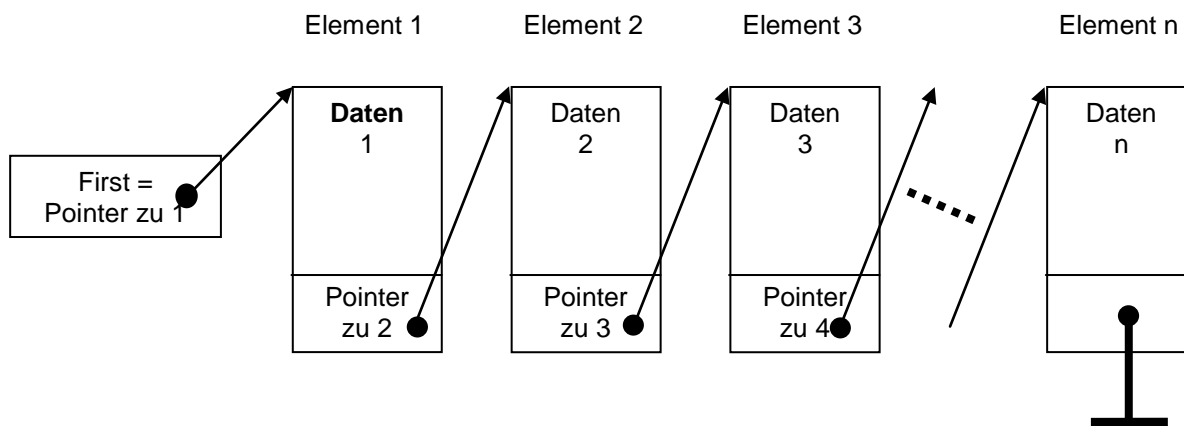 Element 1
Element 2
Element 3
Element n
First =
Pointer zu 1
Daten
1
Pointer
zu 2
Daten
2
Pointer
zu 3
Daten
3
Pointer
zu 4
Daten
n